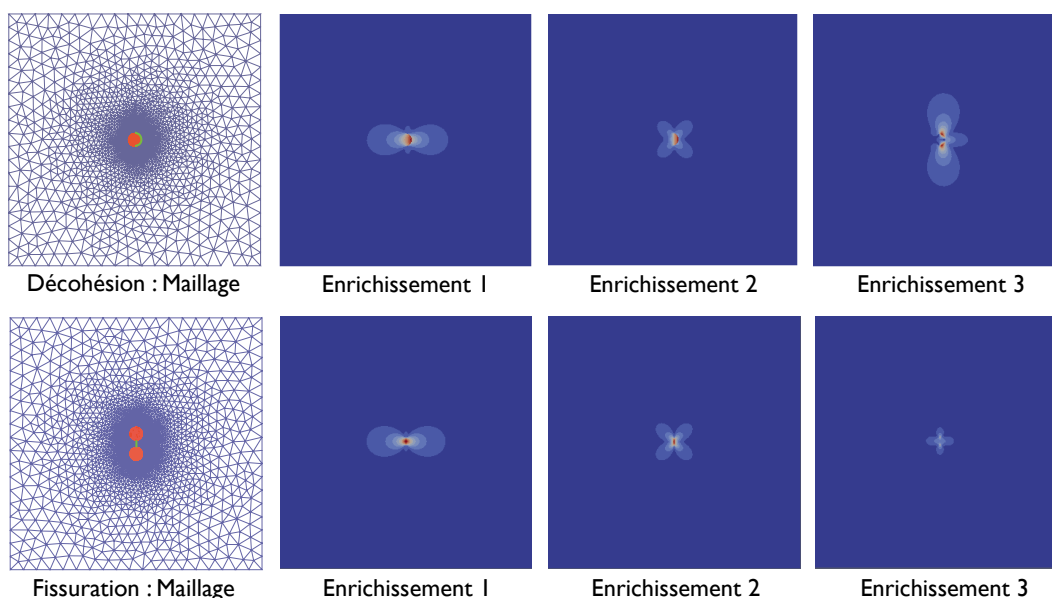 Décohésion : Maillage
Enrichissement 1
Enrichissement 2
Enrichissement 3
Fissuration : Maillage
Enrichissement 1
Enrichissement 2
Enrichissement 3